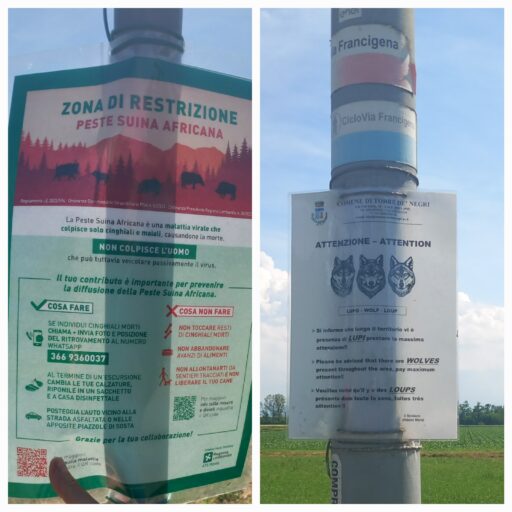 ZONA DI RESTRIZIONE
PESTE SUINA AFRICANA
La Peste Suina Africana è una malattia virale che
colpisce solo cinghiali e maiali, causandone la morte.
NON COLPISCE L'UOMO
che può tuttavia veicolare passivamente il virus.
Il tuo contributo è importante per prevenire
la diffusione della Peste Suina Africana.
COSA FARE
SE INDIVIDUI CINGHIALI MORTI
CHIAMA + INVIA FOTO E POSIZIONE
DEL RITROVAMENTO AL NUMERO
WHATSAPP
366 9360037
AL TERMINE DI UN'ESCURSIONE
CAMBIA LE TUE CALZATURE,
RIPONILE IN UN SACCHETTO
E A CASA DISINFETTALE
POSTEGGIA L'AUTO VICINO ALLA
STRADA ASFALTATA O NELLE
APPOSITE PIAZZOLE DI SOSTA
COSA NON FARE
NON TOCCARE RESTI
DI CINGHIALI MORTI
NON ABBANDONARE
AVANZI DI ALIMENTI
NON ALLONTANARTI DAI
SENTIERI TRACCIATI E NON
LIBERARE IL TUO CANE
Grazie per la tua collaborazione!
Francigena
CicloVia Francigena
COMUNE DI TORRE DE' NEGRI
ATTENZIONE - ATTENTION
LUPO - WOLF - LOUP
Si informa che lungo il territorio vi è
presenza di LUPI prestare la massima
attenzione!!
Please be advised that there are WOLVES
present throughout the area, pay maximum
attention!!
Veuillez noter qu'il y a des LOUPS
présents dans toute la zone, faites très
attention !!
COMPR